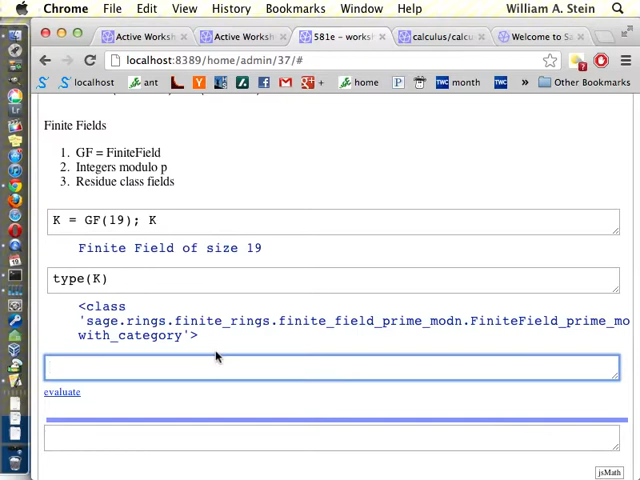 Chrome File Edit View History Bookmarks Window Help William A. Stein
Active Worksh Active Worksh 581e – worksh calculus/calcu Welcome to Sa
localhost:8389/home/admin/37/#
localhost ant home month » Other Bookmarks
Finite Fields
1. GF = FiniteField
2. Integers modulo p
3. Residue class fields
K = GF(19); K
Finite Field of size 19
type(K)
<class
'sage.rings.finite_rings.finite_field_prime_modn.FiniteField_prime_mo
with_category'>
evaluate
jsMath